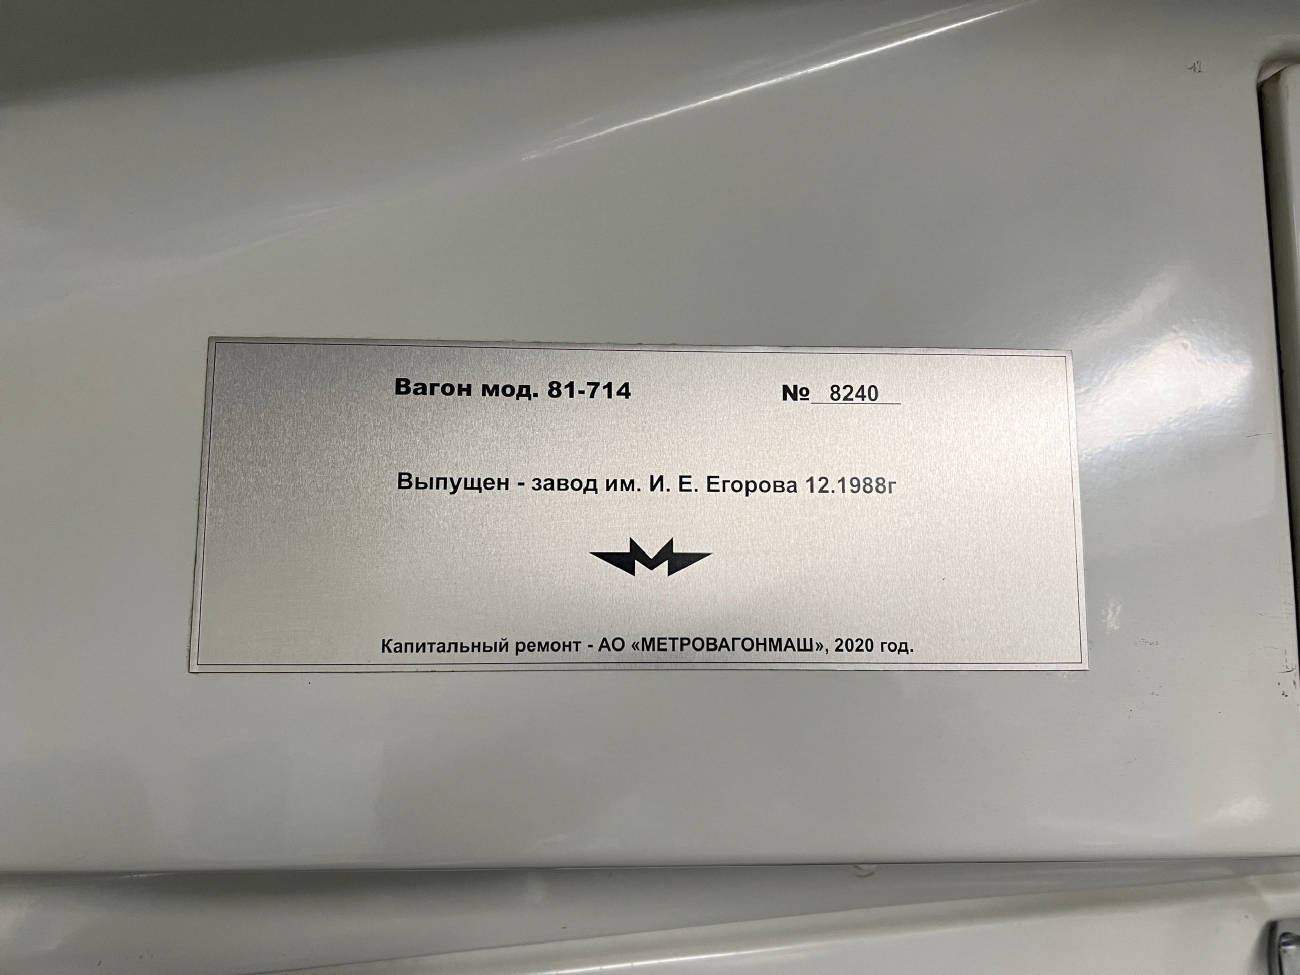 Вагон мод. 81-714 № 8240
Выпущен - завод им. И. Е. Егорова 12.1988г
Капитальный ремонт - АО «МЕТРОВАГОНМАШ», 2020 год.